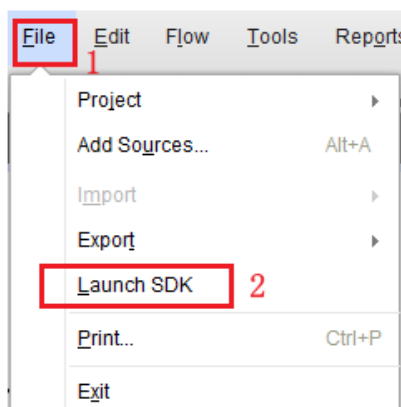 File Edit Flow Tools Reports
1
Project
Add Sources... Alt+A
Import
Export
Launch SDK 2
Print... Ctrl+P
Exit